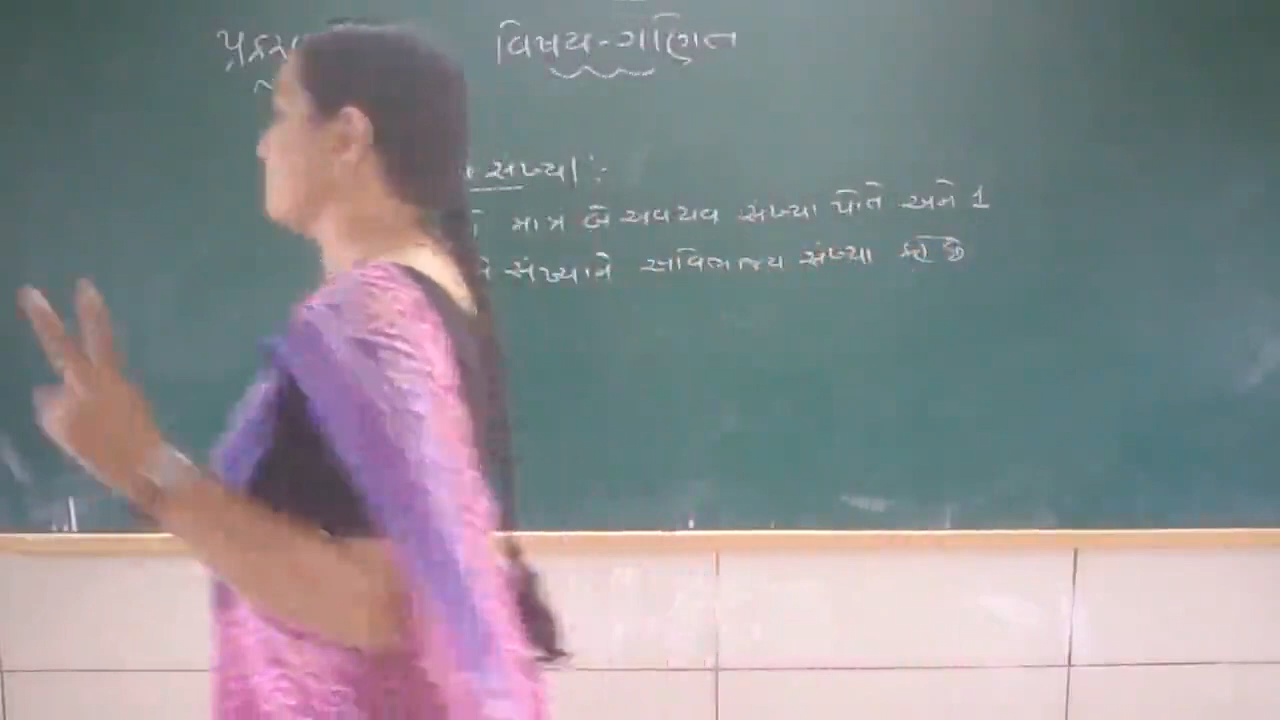 વિષય-ગણિત
સંખ્યા :-
માત્ર બે અવયવ સંખ્યા પોતે અને 1
સંખ્યાને અવિભાજ્ય સંખ્યા કહે છે